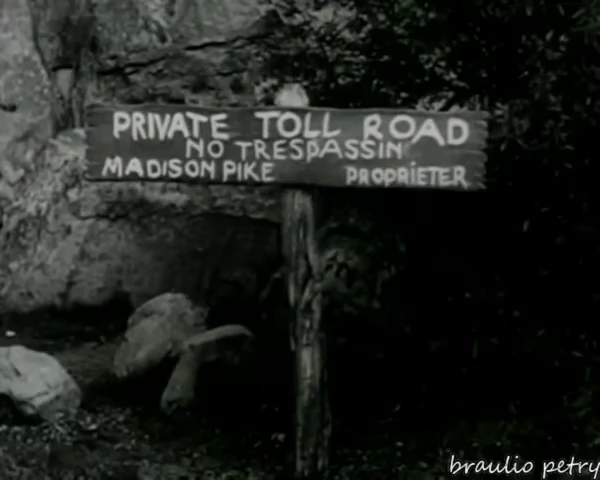 PRIVATE TOLL ROAD
NO TRESPASSIN
MADISON PIKE PROPRIETER
braulio petry